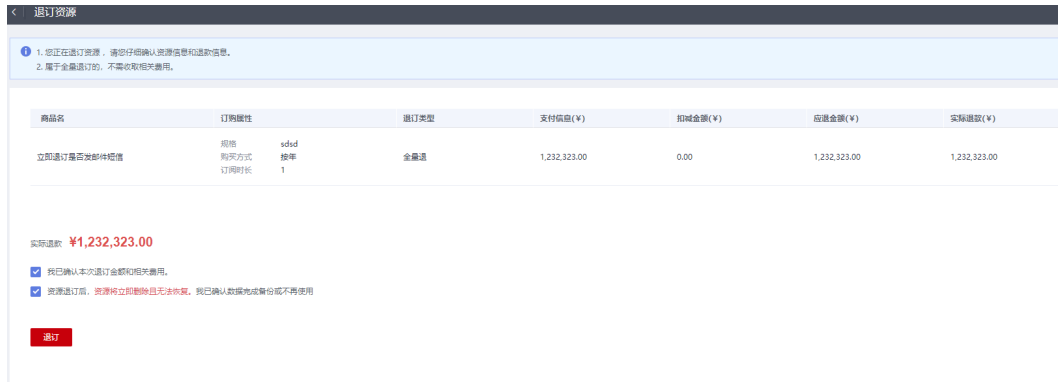 退订资源
1. 您正在退订资源，请您仔细确认资源信息和退款信息。
2. 属于全量退订的，不需收取相关费用。
商品名 订购属性 退订类型 支付信息(¥) 扣减金额(¥) 应退金额(¥) 实际退款(¥)
规格 sdsd
立即退订是否发邮件短信 购买方式 按年 全量退 1,232,323.00 0.00 1,232,323.00 1,232,323.00
订阅时长 1
实际退款 ¥1,232,323.00
我已确认本次退订金额和相关费用。
资源退订后，资源将立即删除且无法恢复。我已确认数据完成备份或不再使用
退订